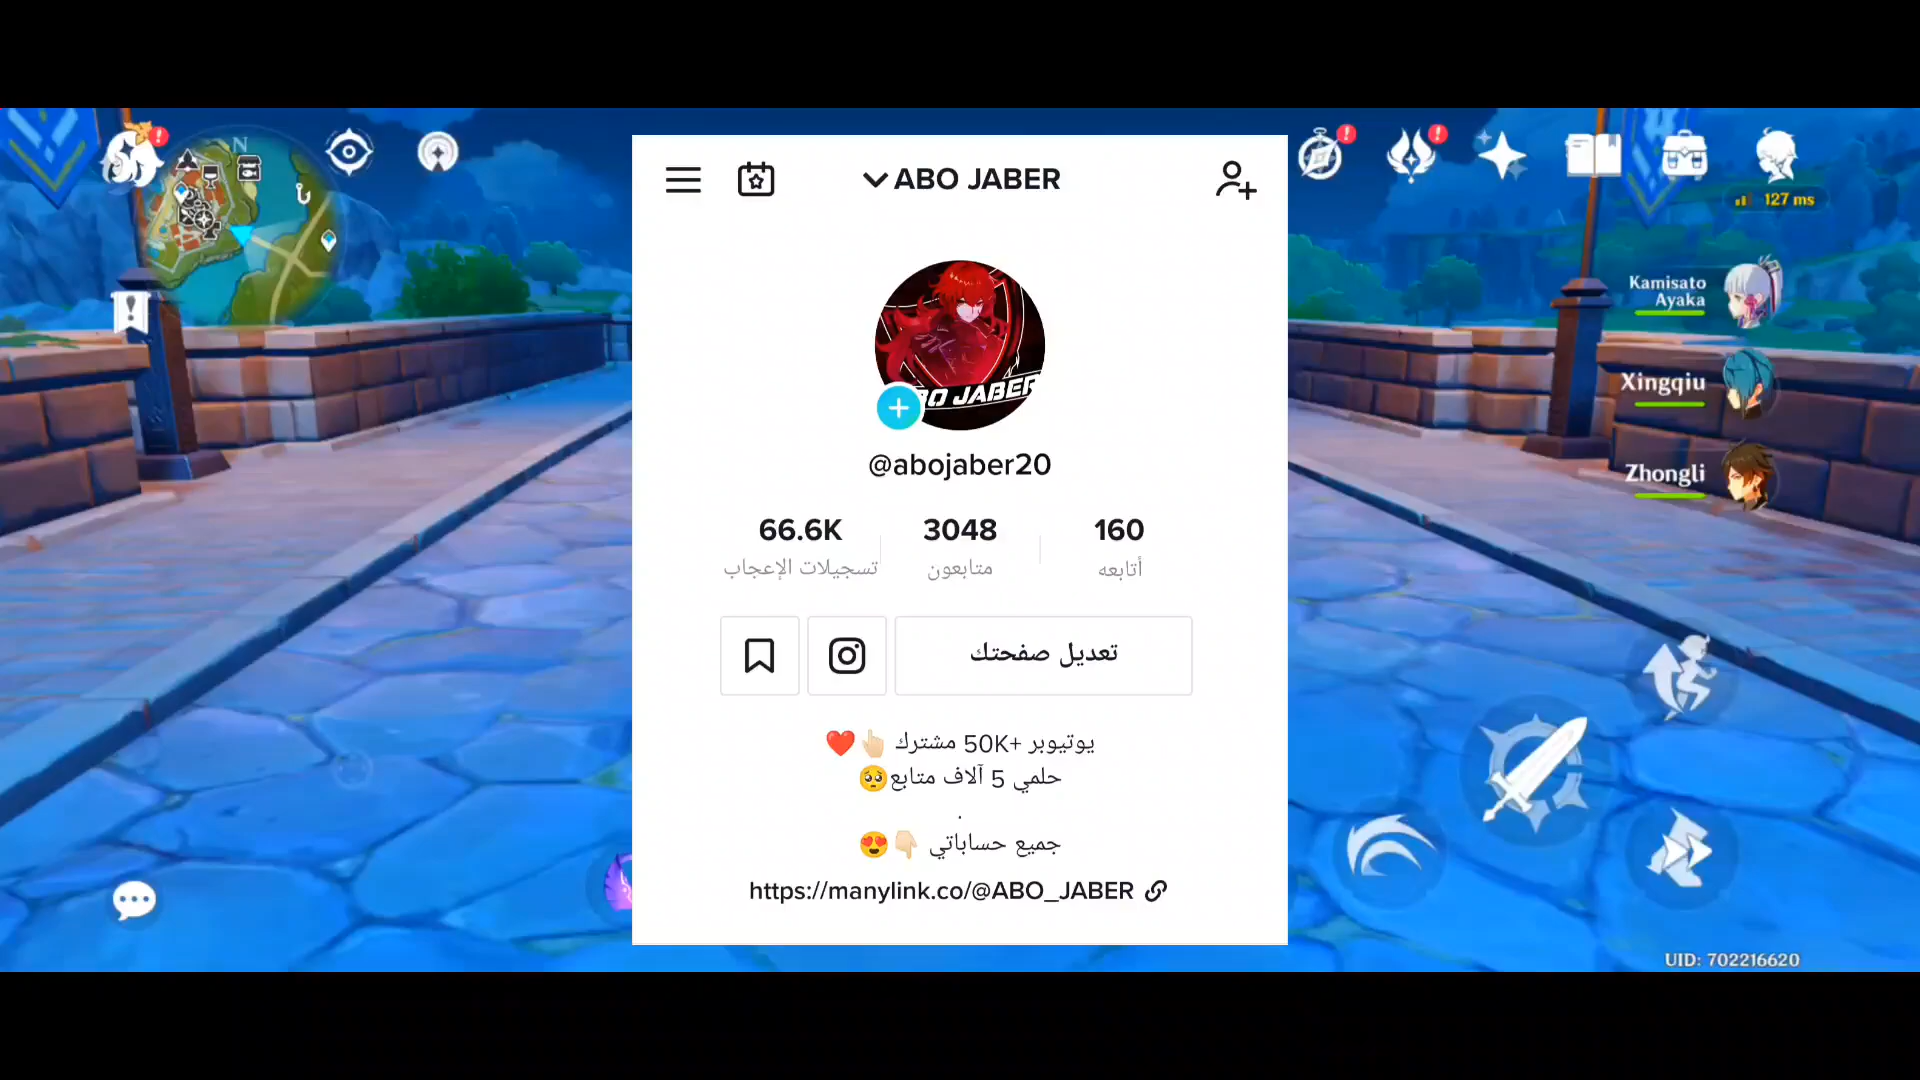 N
127 ms
Kamisato
Ayaka
Xingqiu
Zhongli
ABO JABER
BO JABER
@abojaber20
66.6K
3048
160
تسجيلات الإعجاب
متابعون
أتابعه
تعديل صفحتك
يوتيوبر +50K مشترك 👆🏻❤️
حلمي 5 آلاف متابع🥺
.
جميع حساباتي 👇🏻😍
https://manylink.co/@ABO_JABER
UID: 702216620